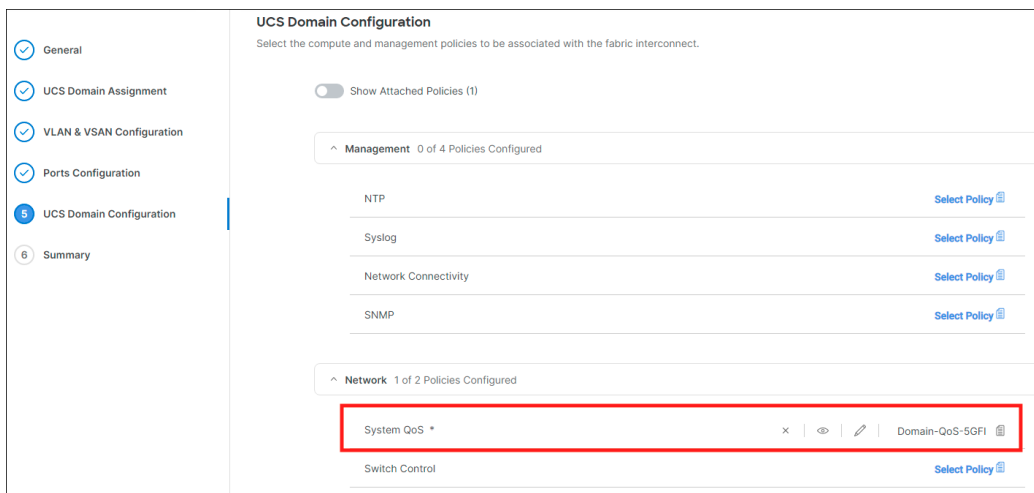 UCS Domain Configuration
Select the compute and management policies to be associated with the fabric interconnect.
General
UCS Domain Assignment
VLAN & VSAN Configuration
Ports Configuration
5 UCS Domain Configuration
6 Summary
Show Attached Policies (1)
Management 0 of 4 Policies Configured
NTP Select Policy
Syslog Select Policy
Network Connectivity Select Policy
SNMP Select Policy
Network 1 of 2 Policies Configured
System QoS * Domain-QoS-5GFI
Switch Control Select Policy